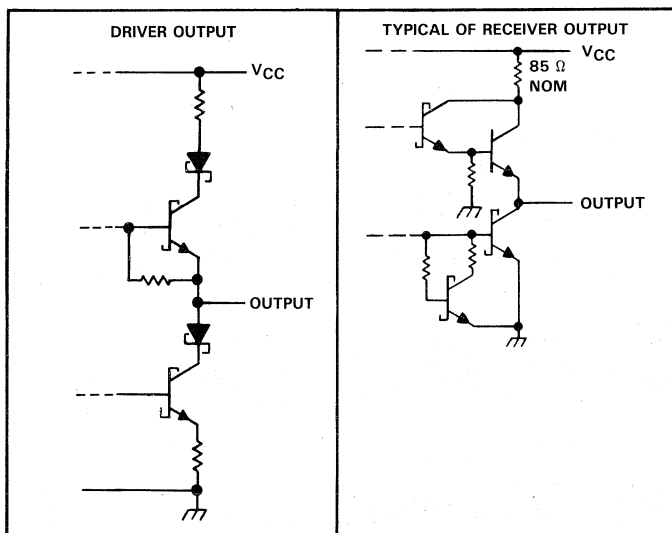 DRIVER OUTPUT
VCC
OUTPUT
TYPICAL OF RECEIVER OUTPUT
VCC
85 Ω
NOM
OUTPUT